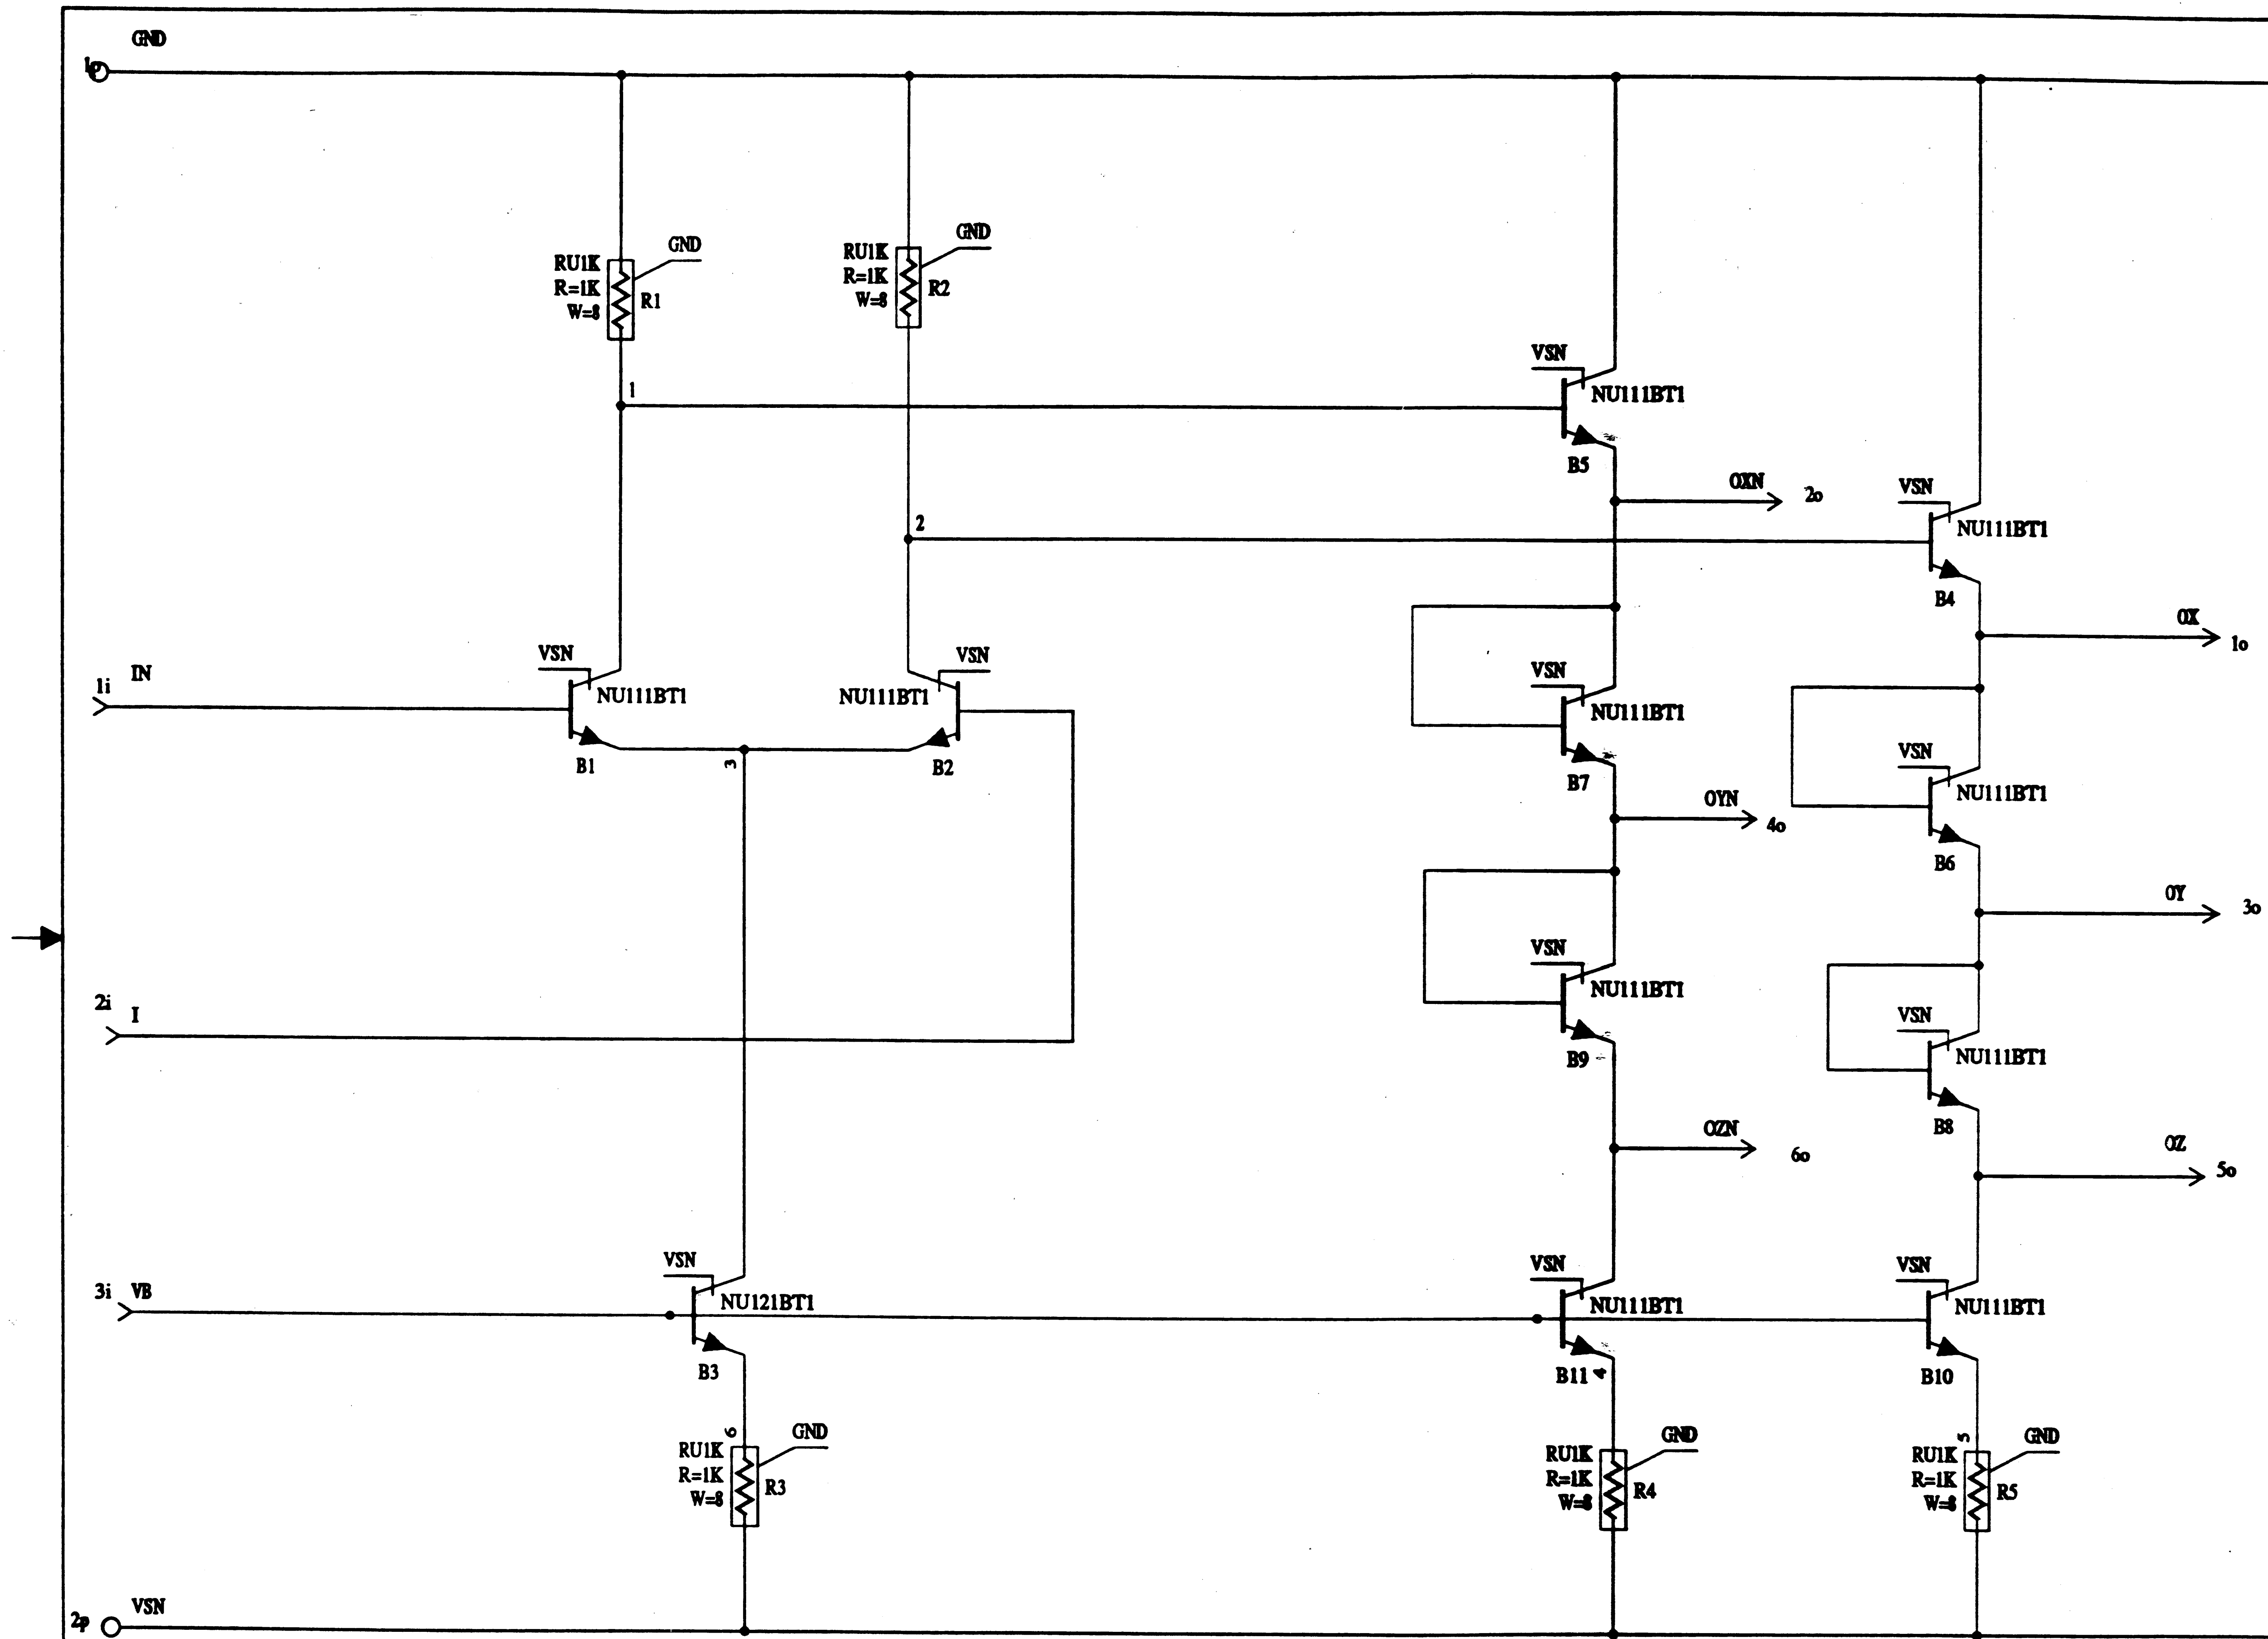 GND
1p
GND
RU1K
R=1K
W=8
R1
GND
RU1K
R=1K
W=8
R2
1
VSN
NU111BT1
B5
OXN
2o
VSN
NU111BT1
B4
2
OX
1o
IN
1i
VSN
NU111BT1
B1
3
VSN
NU111BT1
B2
VSN
NU111BT1
B7
OYN
4o
VSN
NU111BT1
B6
OY
3o
2i
I
VSN
NU111BT1
B9
OZN
6o
VSN
NU111BT1
B8
OZ
5o
3i
VB
VSN
NU121BT1
B3
VSN
NU111BT1
B11
4
VSN
NU111BT1
B10
6
GND
RU1K
R=1K
W=8
R3
GND
RU1K
R=1K
W=8
R4
5
GND
RU1K
R=1K
W=8
R5
2p
VSN